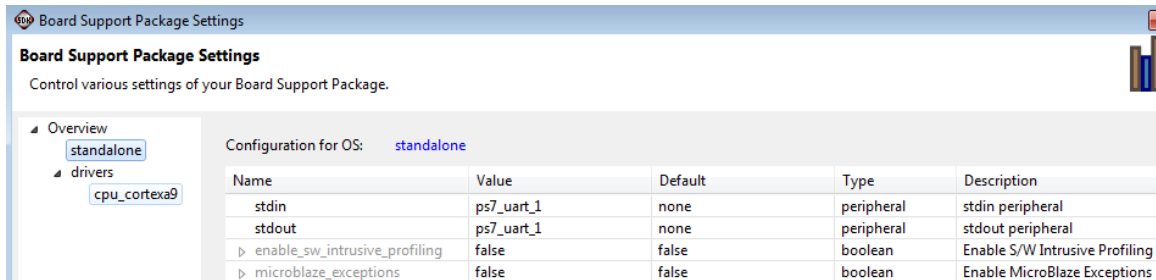 Board Support Package Settings
Board Support Package Settings
Control various settings of your Board Support Package.
Overview
standalone
drivers
cpu_cortexa9
Configuration for OS: standalone
Name Value Default Type Description
stdin ps7_uart_1 none peripheral stdin peripheral
stdout ps7_uart_1 none peripheral stdout peripheral
enable_sw_intrusive_profiling false false boolean Enable S/W Intrusive Profiling
microblaze_exceptions false false boolean Enable MicroBlaze Exceptions